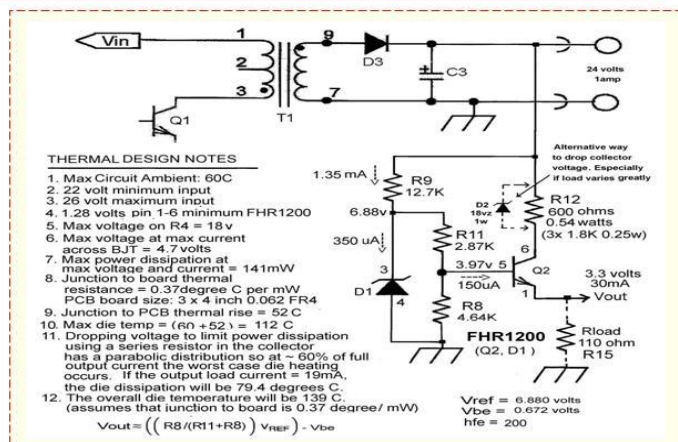 Vin
1
2
3
9
7
D3
C3
T1
Q1
24 volts
1amp
THERMAL DESIGN NOTES
1. Max Circuit Ambient: 60C
2. 22 volt minimum input
3. 26 volt maximum input
4. 1.28 volts pin 1-6 minimum FHR1200
5. Max voltage on R4 = 18v
6. Max voltage at max current
across BJT = 4.7volts
7. Max power dissipation at
max voltage and current = 141mW
8. Junction to board thermal
resistance = 0.37degree C per mW
PCB board size: 3 x 4 inch 0.062 FR4
9. Junction to PCB thermal rise = 52 C
10. Max die temp = (60 + 52) = 112 C
11. Dropping voltage to limit power dissipation
using a series resistor in the collector
has a parabolic distribution so at ~ 60% of full
output current the worst case die heating
occurs. If the output load current = 19mA,
the die dissipation will be 79.4 degrees C.
12. The overall die temperature will be 139 C.
(assumes that junction to board is 0.37 degree/ mW)
Vout = ((R8/(R11+R8)) VREF) - Vbe
1.35 mA
R9
12.7K
6.88v
350 uA
R11
2.87K
3
D1
4
3.97v
150uA
5
R8
4.64K
Alternative way
to drop collector
voltage. Especially
if load varies greatly
D2
18vz
1w
R12
600 ohms
0.54 watts
(3x 1.8K 0.25w)
6
Q2
1
3.3 volts
30mA
Vout
FHR1200
(Q2, D1)
Rload
110 ohm
R15
Vref = 6.880 volts
Vbe = 0.672 volts
hfe = 200